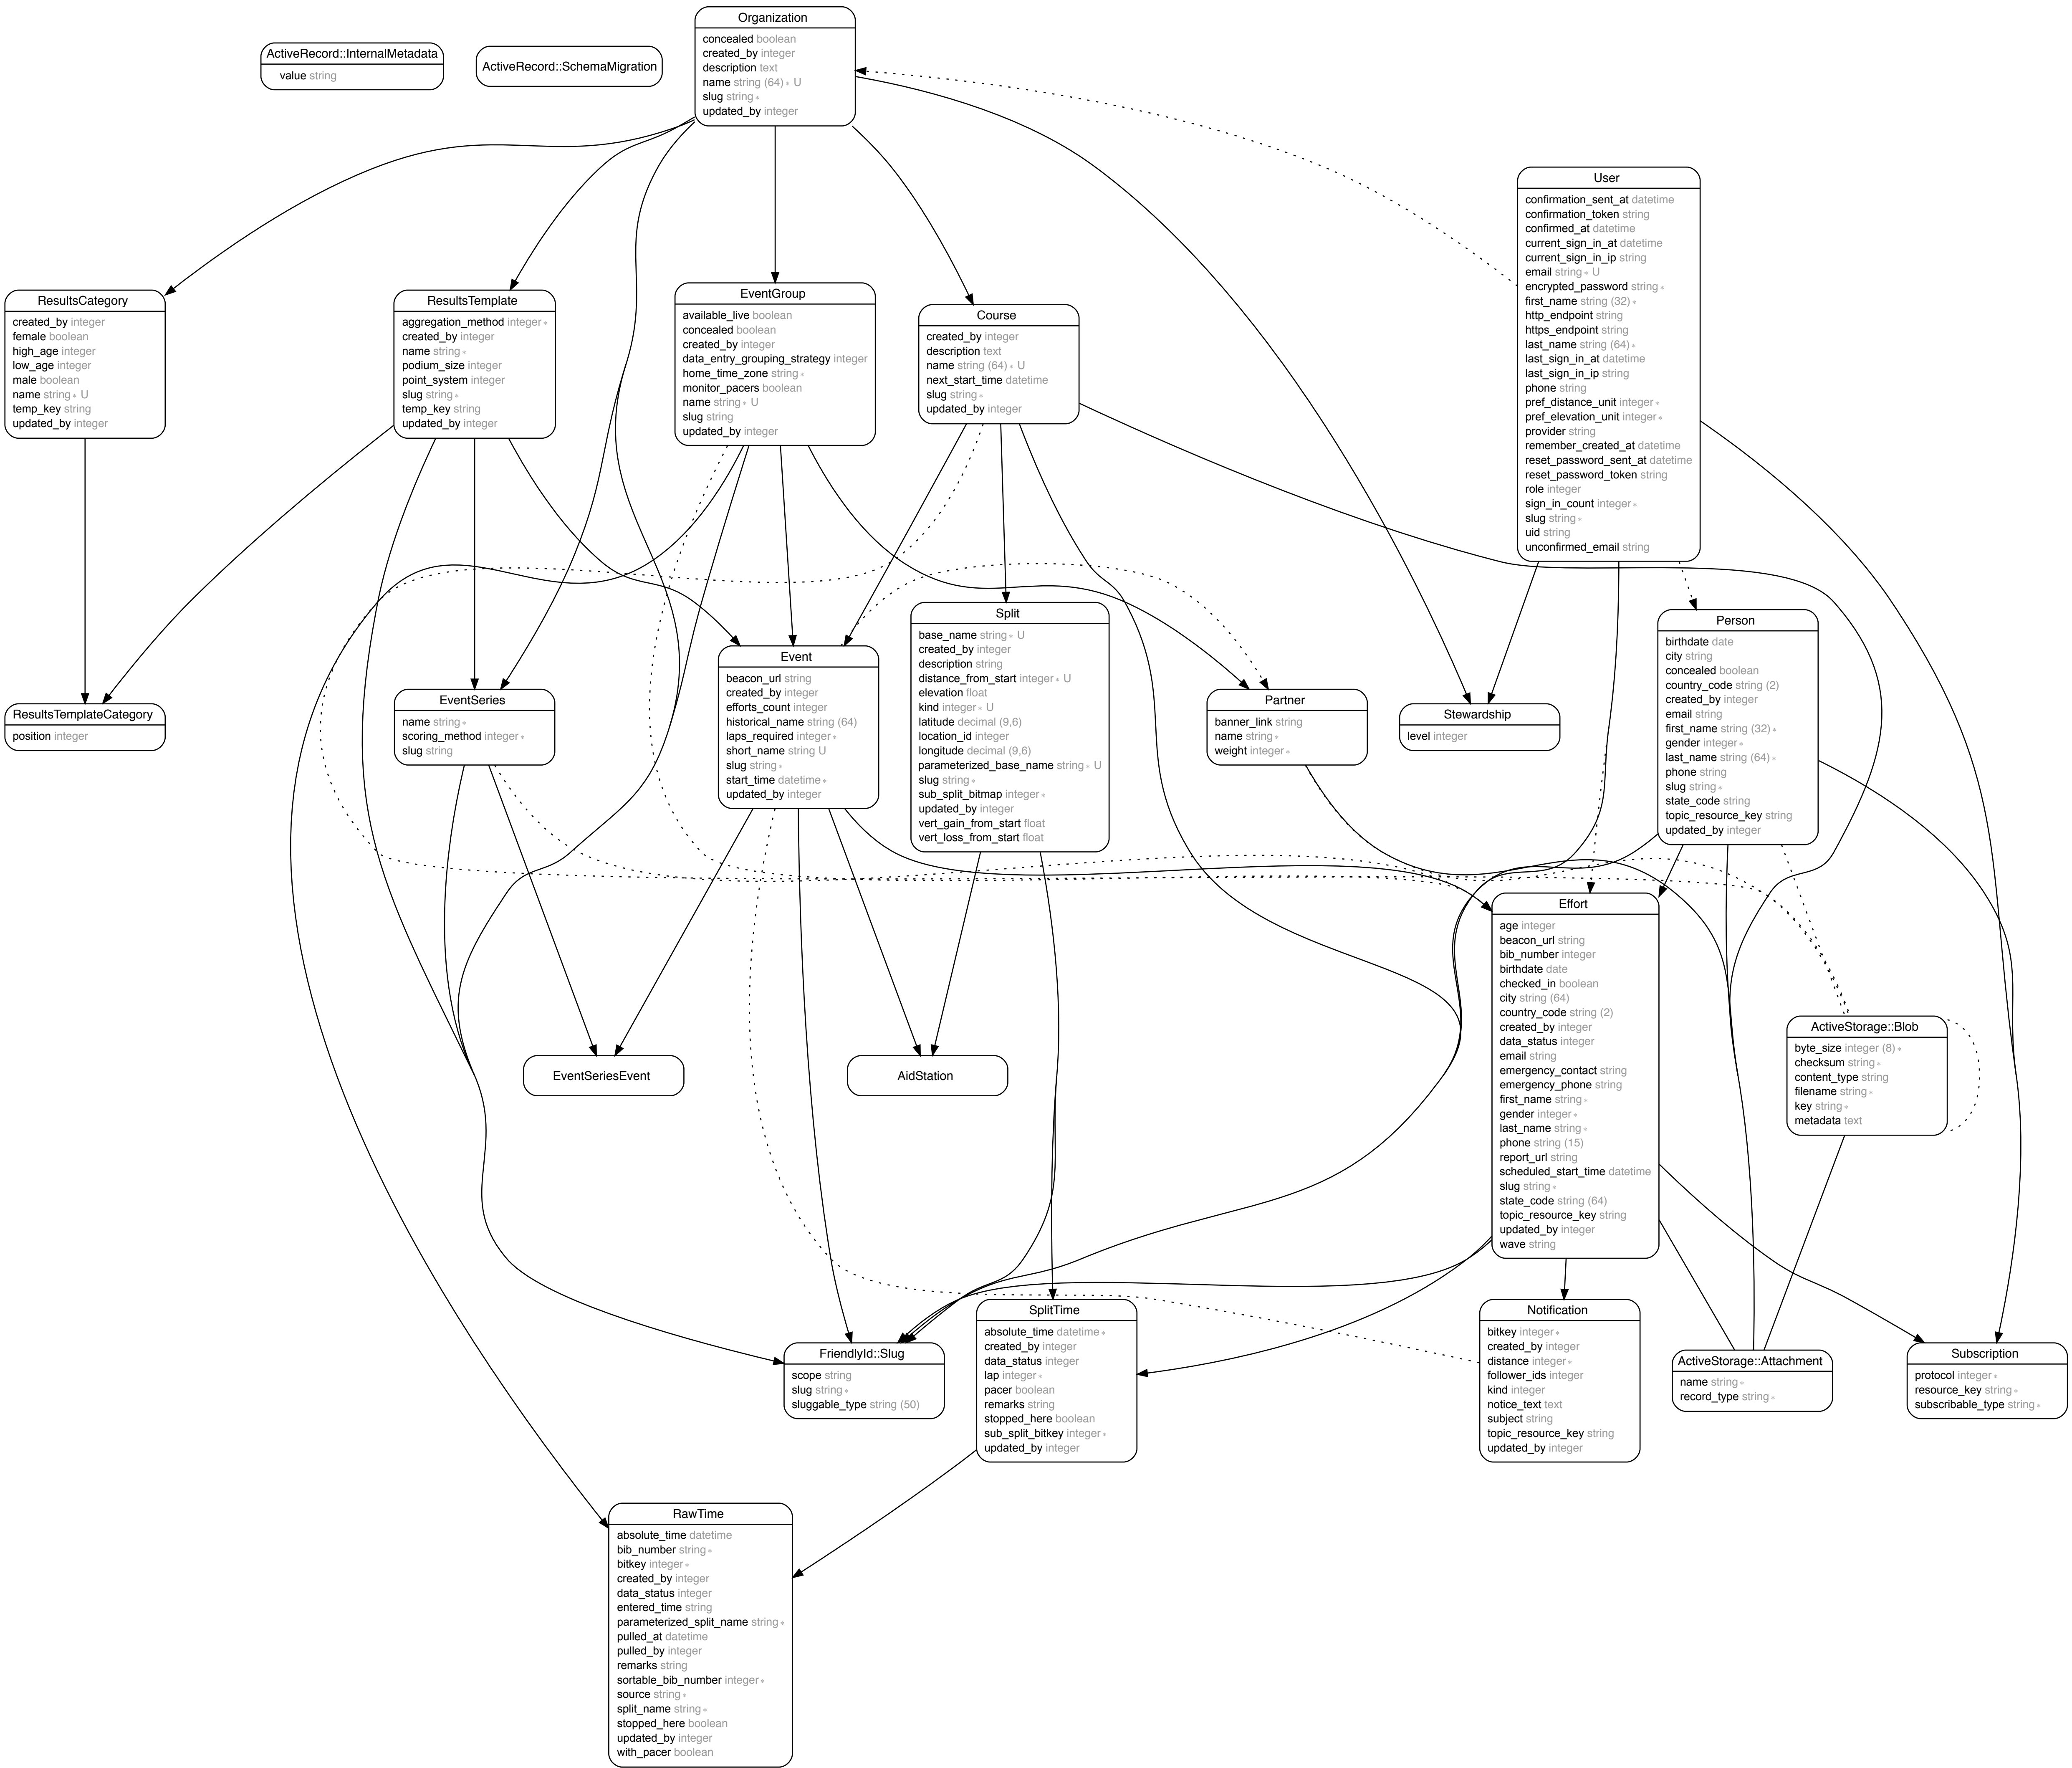 Organization
concealed boolean
created_by integer
description text
name string (64) ∗ U
slug string ∗
updated_by integer
ActiveRecord::InternalMetadata
value string
ActiveRecord::SchemaMigration
User
confirmation_sent_at datetime
confirmation_token string
confirmed_at datetime
current_sign_in_at datetime
current_sign_in_ip string
email string ∗ U
encrypted_password string ∗
first_name string (32) ∗
http_endpoint string
https_endpoint string
last_name string (64) ∗
last_sign_in_at datetime
last_sign_in_ip string
phone string
pref_distance_unit integer ∗
pref_elevation_unit integer ∗
provider string
remember_created_at datetime
reset_password_sent_at datetime
reset_password_token string
role integer
sign_in_count integer ∗
slug string ∗
uid string
unconfirmed_email string
ResultsCategory
created_by integer
female boolean
high_age integer
low_age integer
male boolean
name string ∗ U
temp_key string
updated_by integer
ResultsTemplate
aggregation_method integer ∗
created_by integer
name string ∗
podium_size integer
point_system integer
slug string ∗
temp_key string
updated_by integer
EventGroup
available_live boolean
concealed boolean
created_by integer
data_entry_grouping_strategy integer
home_time_zone string ∗
monitor_pacers boolean
name string ∗ U
slug string
updated_by integer
Course
created_by integer
description text
name string (64) ∗ U
next_start_time datetime
slug string ∗
updated_by integer
Split
base_name string ∗ U
created_by integer
description string
distance_from_start integer ∗ U
elevation float
kind integer ∗ U
latitude decimal (9,6)
location_id integer
longitude decimal (9,6)
parameterized_base_name string ∗ U
slug string ∗
sub_split_bitmap integer ∗
updated_by integer
vert_gain_from_start float
vert_loss_from_start float
Person
birthdate date
city string
concealed boolean
country_code string (2)
created_by integer
email string
first_name string (32) ∗
gender integer ∗
last_name string (64) ∗
phone string
slug string ∗
state_code string
topic_resource_key string
updated_by integer
Event
beacon_url string
created_by integer
efforts_count integer
historical_name string (64)
laps_required integer ∗
short_name string U
slug string ∗
start_time datetime ∗
updated_by integer
ResultsTemplateCategory
position integer
EventSeries
name string ∗
scoring_method integer ∗
slug string
Partner
banner_link string
name string ∗
weight integer ∗
Stewardship
level integer
Effort
age integer
beacon_url string
bib_number integer
birthdate date
checked_in boolean
city string (64)
country_code string (2)
created_by integer
data_status integer
email string
emergency_contact string
emergency_phone string
first_name string ∗
gender integer ∗
last_name string ∗
phone string (15)
report_url string
scheduled_start_time datetime
slug string ∗
state_code string (64)
topic_resource_key string
updated_by integer
wave string
ActiveStorage::Blob
byte_size integer (8) ∗
checksum string ∗
content_type string
filename string ∗
key string ∗
metadata text
EventSeriesEvent
AidStation
FriendlyId::Slug
scope string
slug string ∗
sluggable_type string (50)
SplitTime
absolute_time datetime ∗
created_by integer
data_status integer
lap integer ∗
pacer boolean
remarks string
stopped_here boolean
sub_split_bitkey integer ∗
updated_by integer
Notification
bitkey integer ∗
created_by integer
distance integer ∗
follower_ids integer
kind integer
notice_text text
subject string
topic_resource_key string
updated_by integer
ActiveStorage::Attachment
name string ∗
record_type string ∗
Subscription
protocol integer ∗
resource_key string ∗
subscribable_type string ∗
RawTime
absolute_time datetime
bib_number string ∗
bitkey integer ∗
created_by integer
data_status integer
entered_time string
parameterized_split_name string ∗
pulled_at datetime
pulled_by integer
remarks string
sortable_bib_number integer ∗
source string ∗
split_name string ∗
stopped_here boolean
updated_by integer
with_pacer boolean